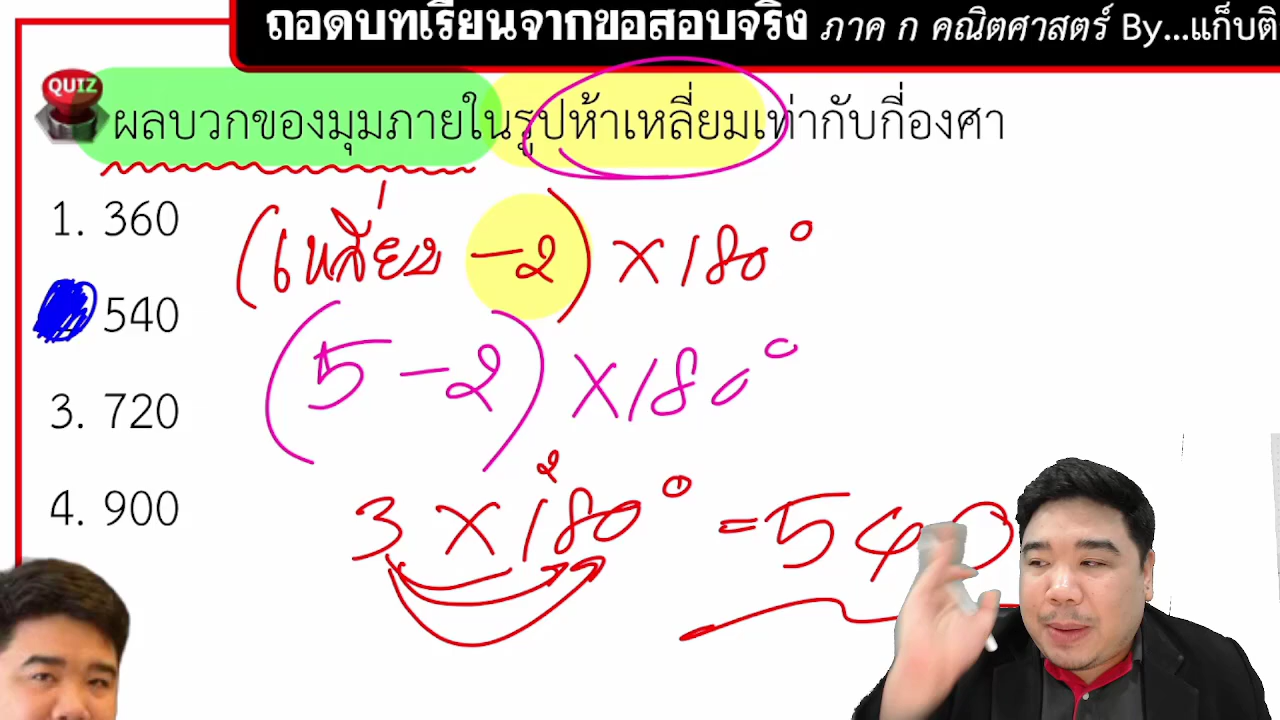 ถอดบทเรียนจากข้อสอบจริง ภาค ก คณิตศาสตร์ By...แก็บติ
QUIZ
ผลบวกของมุมภายในรูปห้าเหลี่ยมเท่ากับกี่องศา
1. 360
(เหลี่ยม -2) × 180°
540
(5 - 2) × 180°
3. 720
4. 900
2
3 × 180° = 540